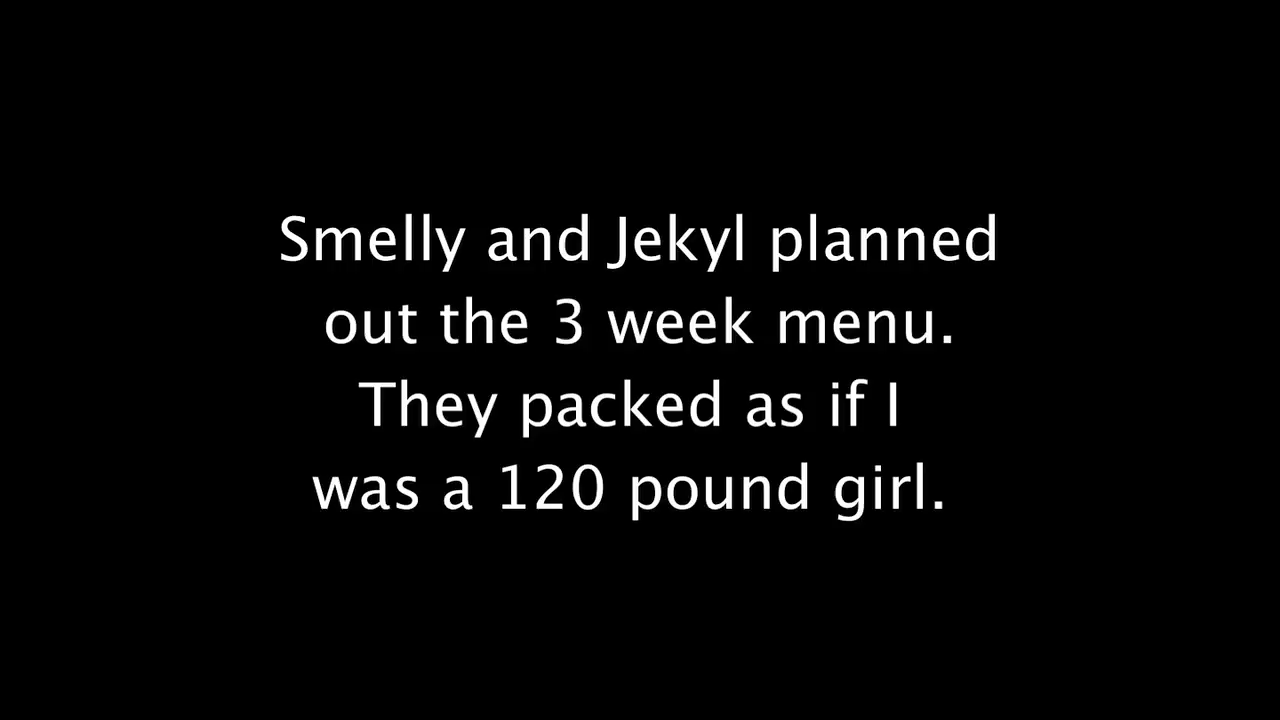 Smelly and Jekyl planned
out the 3 week menu.
They packed as if I
was a 120 pound girl.